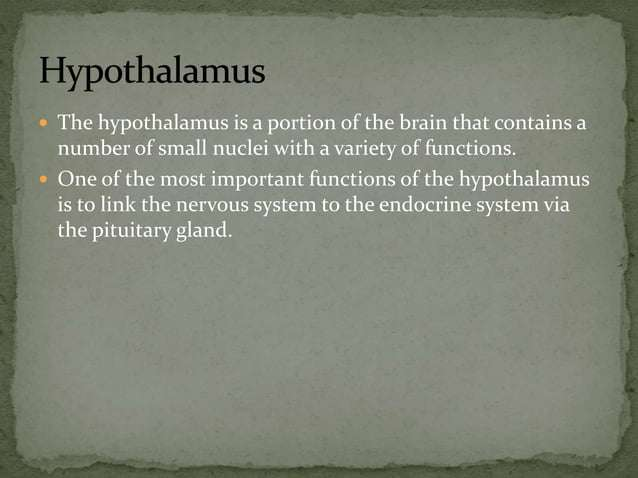 Hypothalamus
• The hypothalamus is a portion of the brain that contains a
number of small nuclei with a variety of functions.
• One of the most important functions of the hypothalamus
is to link the nervous system to the endocrine system via
the pituitary gland.